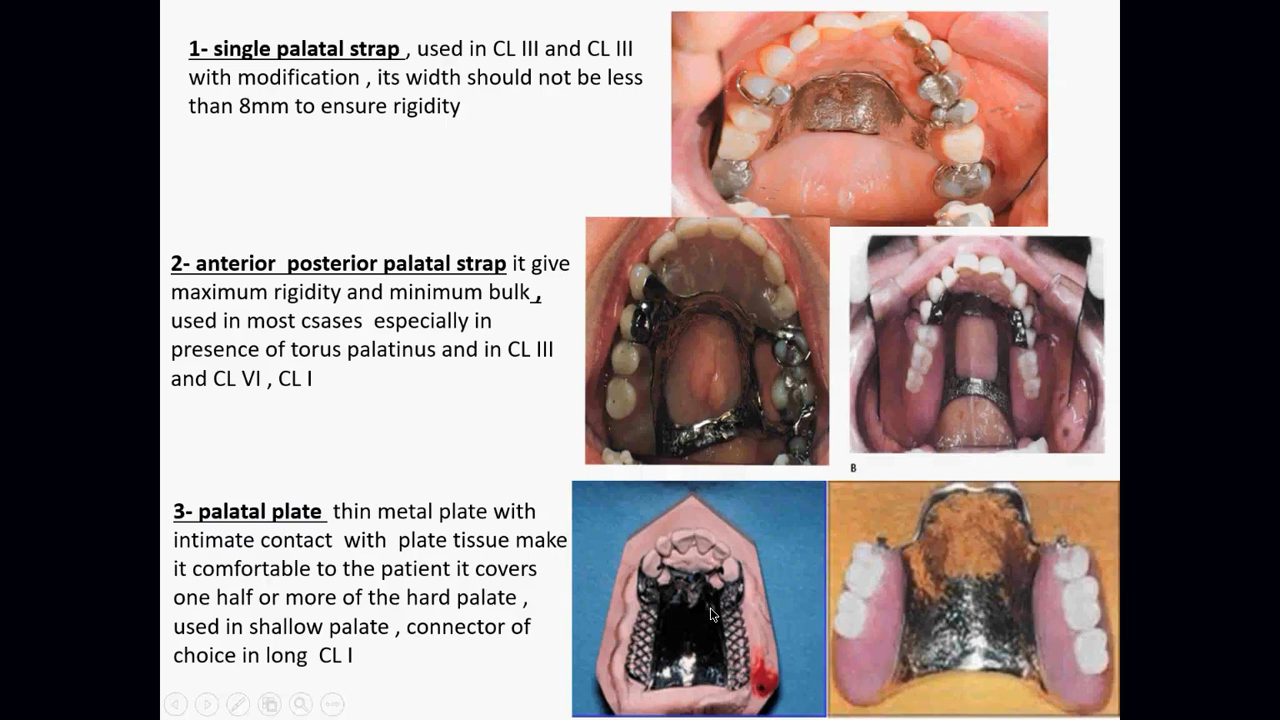 1- single palatal strap , used in CL III and CL III
with modification , its width should not be less
than 8mm to ensure rigidity
2- anterior  posterior palatal strap it give
maximum rigidity and minimum bulk ,
used in most csases  especially in
presence of torus palatinus and in CL III
and CL VI , CL I
B
3- palatal plate  thin metal plate with
intimate contact  with  plate tissue make
it comfortable to the patient it covers
one half or more of the hard palate ,
used in shallow palate , connector of
choice in long  CL I